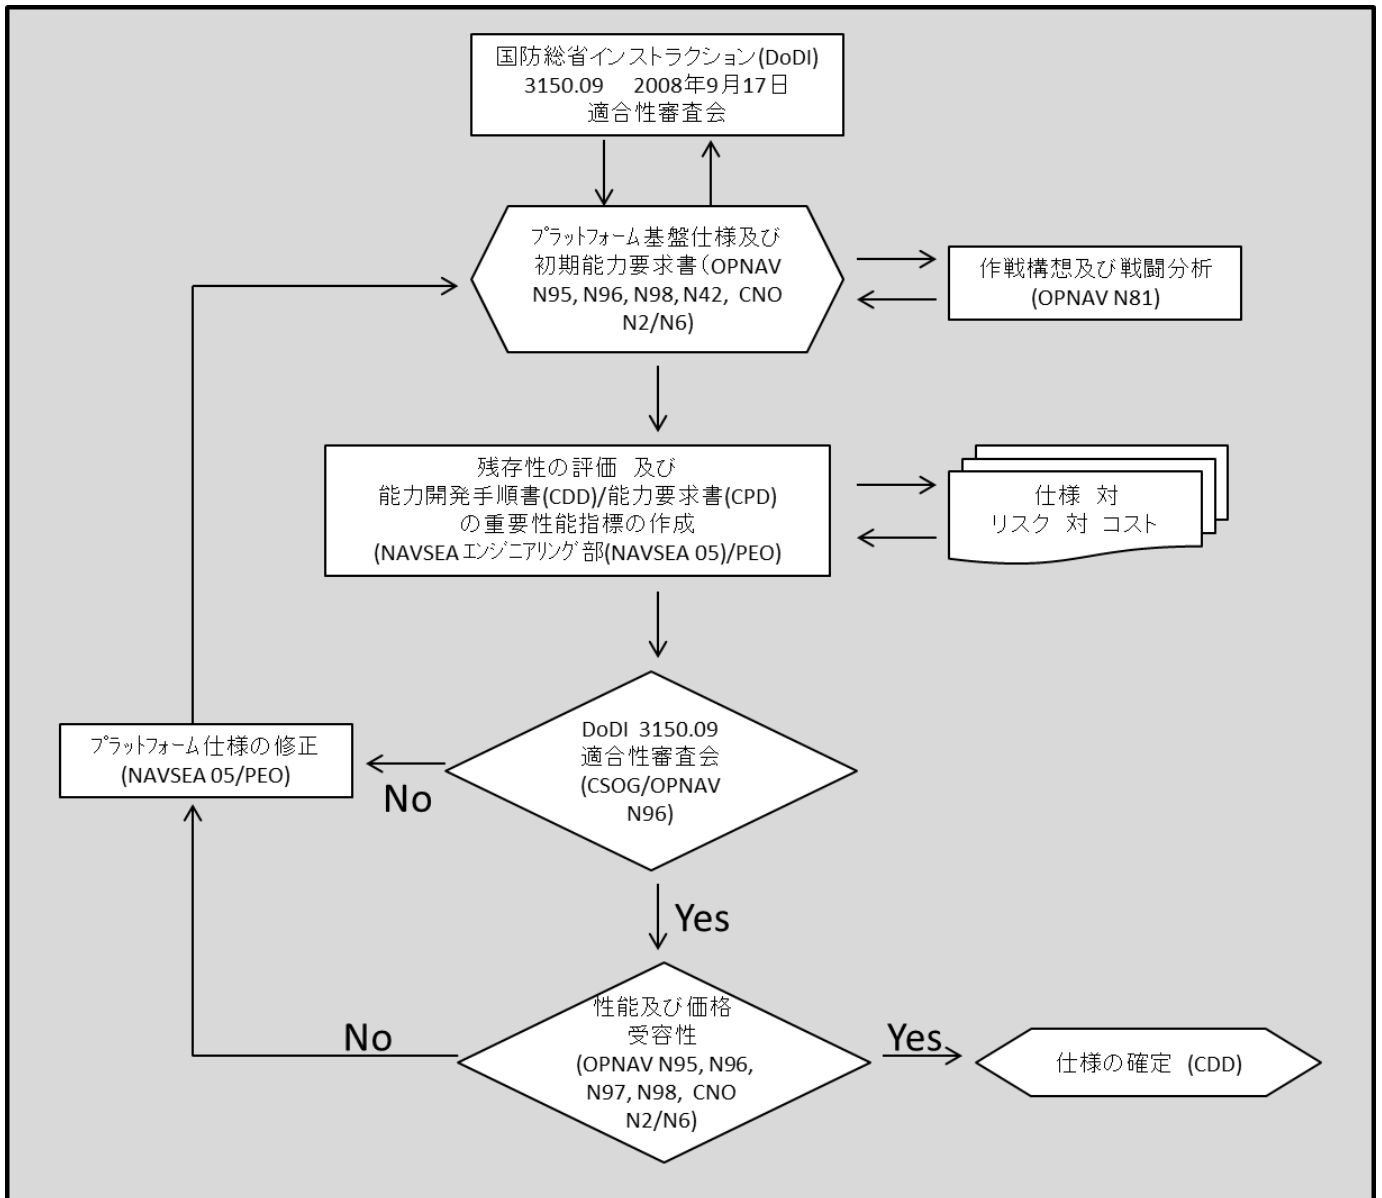 国防総省インストラクション(DoDI)
3150.09 2008年9月17日
適合性審査会
プラットフォーム基盤仕様及び
初期能力要求書(OPNAV
N95, N96, N98, N42, CNO
N2/N6)
作戦構想及び戦闘分析
(OPNAV N81)
残存性の評価 及び
能力開発手順書(CDD)/能力要求書(CPD)
の重要性能指標の作成
(NAVSEAエンジニアリング部(NAVSEA 05)/PEO)
仕様 対
リスク 対 コスト
プラットフォーム仕様の修正
(NAVSEA 05/PEO)
DoDI 3150.09
適合性審査会
(CSOG/OPNAV
N96)
No
Yes
性能及び価格
受容性
(OPNAV N95, N96,
N97, N98, CNO
N2/N6)
No
Yes
仕様の確定 (CDD)